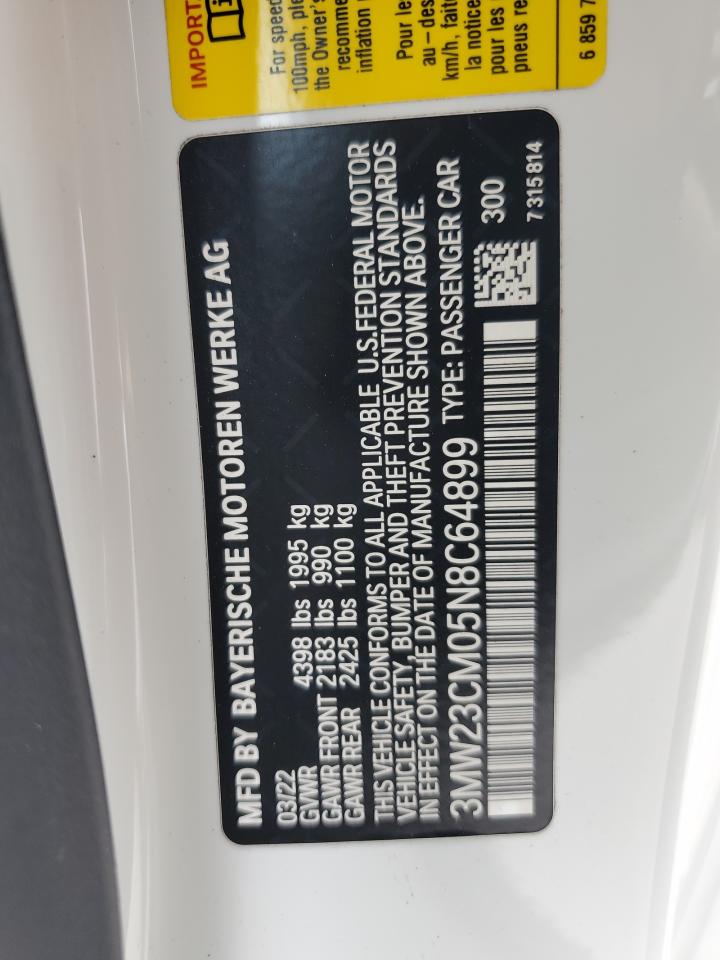 IMPORTA
For speed
100mph, ple
the Owner's
recomme
inflation
Pour le
au-des
km/h, faite
la notice
pour les
pneus re
6 859 7
MFD BY BAYERISCHE MOTOREN WERKE AG
03/22
GVWR 4398 lbs 1995 kg
GAWR FRONT 2183 lbs 990 kg
GAWR REAR 2425 lbs 1100 kg
THIS VEHICLE CONFORMS TO ALL APPLICABLE U.S.FEDERAL MOTOR
VEHICLE SAFETY, BUMPER AND THEFT PREVENTION STANDARDS
IN EFFECT ON THE DATE OF MANUFACTURE SHOWN ABOVE.
3MW23CM05N8C64899 TYPE: PASSENGER CAR
300
7315814